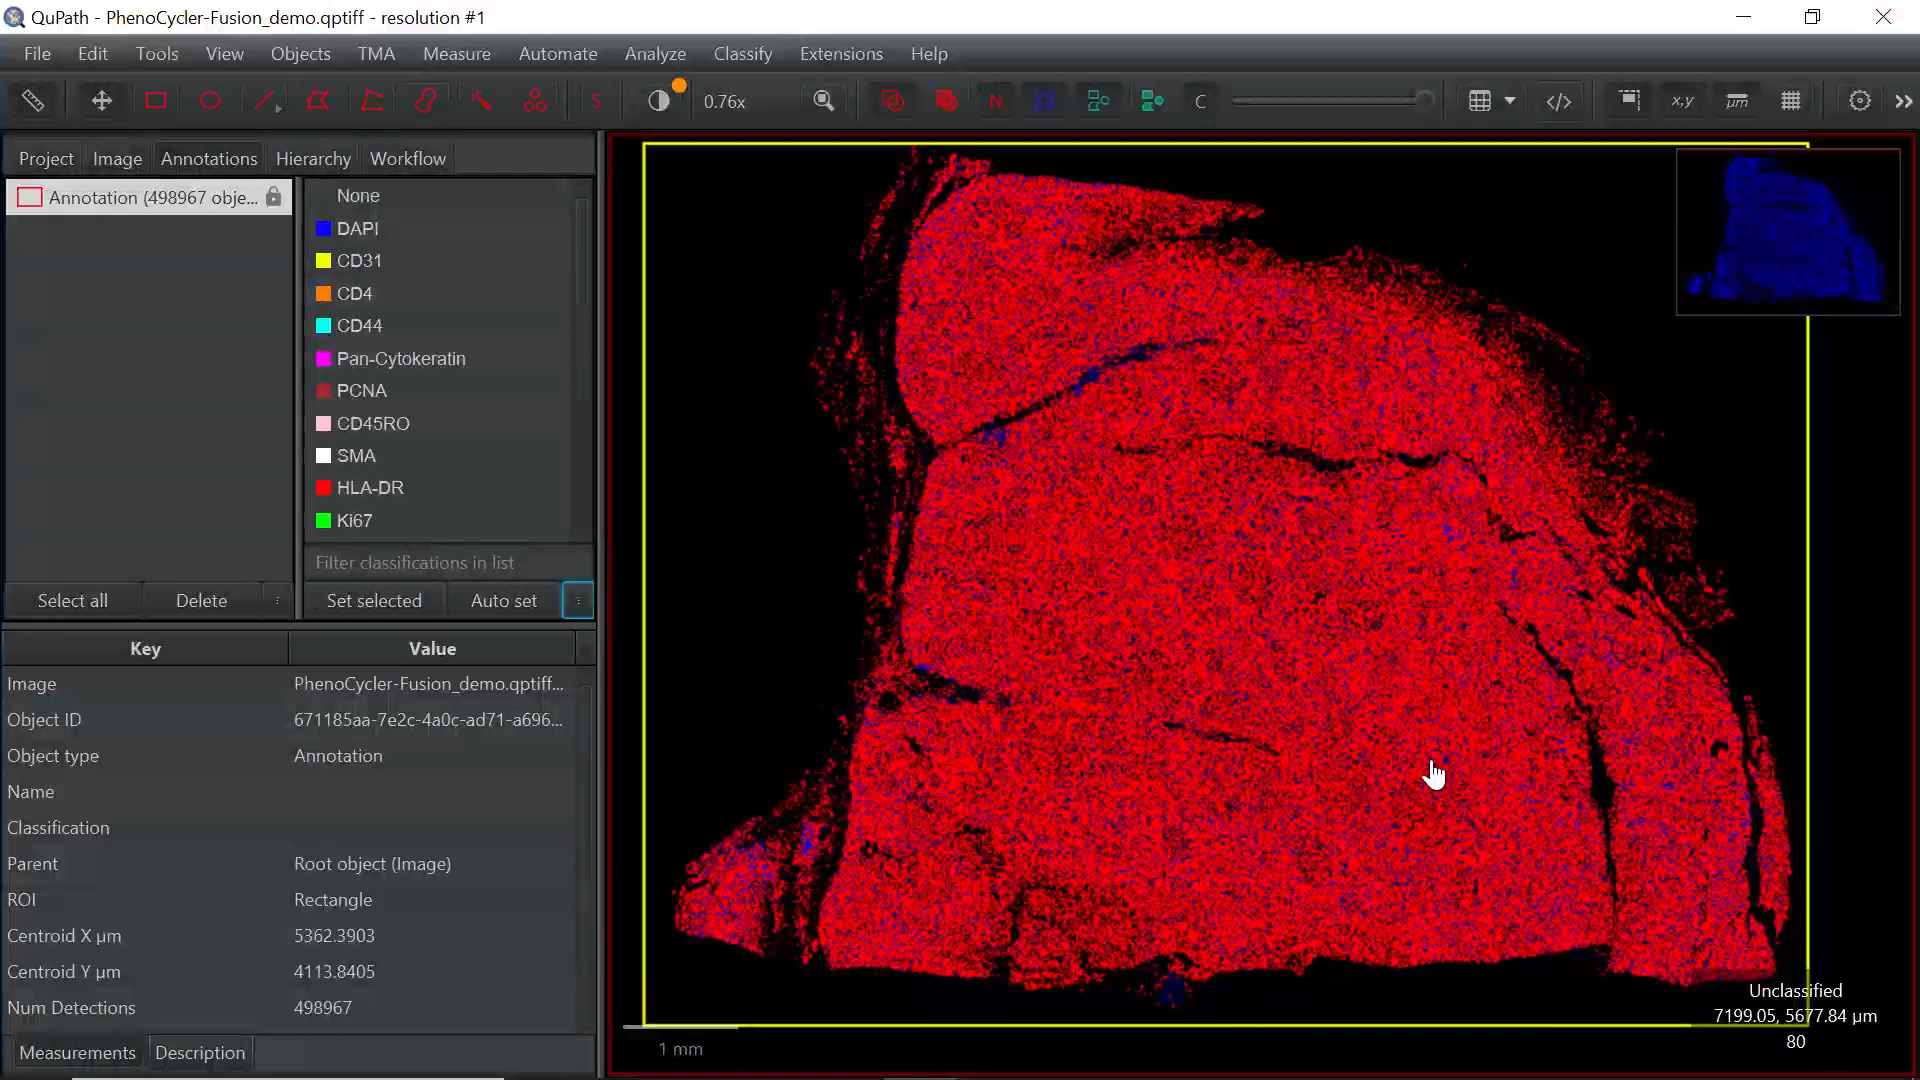 QuPath - PhenoCycler-Fusion_demo.qptiff - resolution #1
File Edit Tools View Objects TMA Measure Automate Analyze Classify Extensions Help
S 0.76x N C </> x,y µm »
Project Image Annotations Hierarchy Workflow
Annotation (498967 obje...
None
DAPI
CD31
CD4
CD44
Pan-Cytokeratin
PCNA
CD45RO
SMA
HLA-DR
Ki67
Filter classifications in list
Select all Delete Set selected Auto set
Key Value
Image PhenoCycler-Fusion_demo.qptiff...
Object ID 671185aa-7e2c-4a0c-ad71-a696...
Object type Annotation
Name
Classification
Parent Root object (Image)
ROI Rectangle
Centroid X µm 5362.3903
Centroid Y µm 4113.8405
Num Detections 498967
Measurements Description
1 mm
Unclassified
7199.05, 5677.84 µm
80